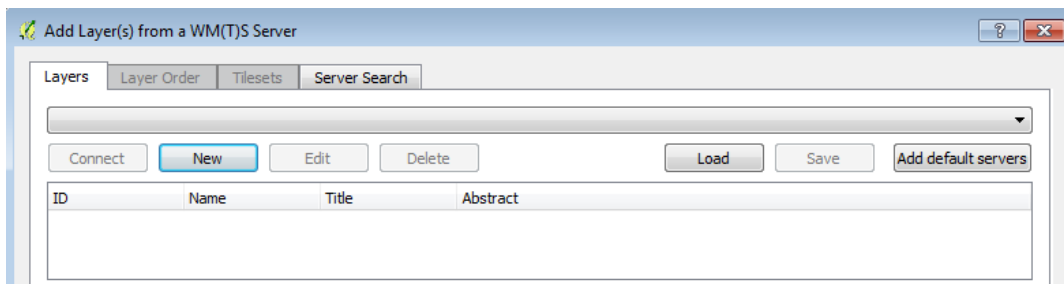 Add Layer(s) from a WM(T)S Server
Layers Layer Order Tilesets Server Search
Connect New Edit Delete Load Save Add default servers
ID Name Title Abstract